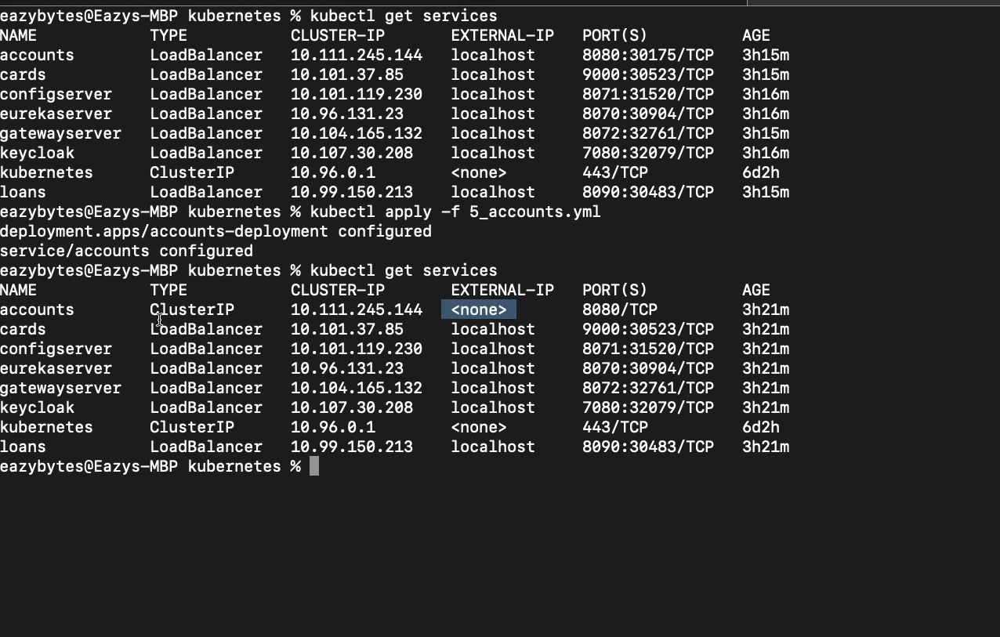 eazybytes@Eazys-MBP kubernetes % kubectl get services
NAME TYPE CLUSTER-IP EXTERNAL-IP PORT(S) AGE
accounts LoadBalancer 10.111.245.144 localhost 8080:30175/TCP 3h15m
cards LoadBalancer 10.101.37.85 localhost 9000:30523/TCP 3h15m
configserver LoadBalancer 10.101.119.230 localhost 8071:31520/TCP 3h16m
eurekaserver LoadBalancer 10.96.131.23 localhost 8070:30904/TCP 3h16m
gatewayserver LoadBalancer 10.104.165.132 localhost 8072:32761/TCP 3h15m
keycloak LoadBalancer 10.107.30.208 localhost 7080:32079/TCP 3h16m
kubernetes ClusterIP 10.96.0.1 <none> 443/TCP 6d2h
loans LoadBalancer 10.99.150.213 localhost 8090:30483/TCP 3h15m
eazybytes@Eazys-MBP kubernetes % kubectl apply -f 5_accounts.yml
deployment.apps/accounts-deployment configured
service/accounts configured
eazybytes@Eazys-MBP kubernetes % kubectl get services
NAME TYPE CLUSTER-IP EXTERNAL-IP PORT(S) AGE
accounts ClusterIP 10.111.245.144 <none> 8080/TCP 3h21m
cards LoadBalancer 10.101.37.85 localhost 9000:30523/TCP 3h21m
configserver LoadBalancer 10.101.119.230 localhost 8071:31520/TCP 3h21m
eurekaserver LoadBalancer 10.96.131.23 localhost 8070:30904/TCP 3h21m
gatewayserver LoadBalancer 10.104.165.132 localhost 8072:32761/TCP 3h21m
keycloak LoadBalancer 10.107.30.208 localhost 7080:32079/TCP 3h21m
kubernetes ClusterIP 10.96.0.1 <none> 443/TCP 6d2h
loans LoadBalancer 10.99.150.213 localhost 8090:30483/TCP 3h21m
eazybytes@Eazys-MBP kubernetes %